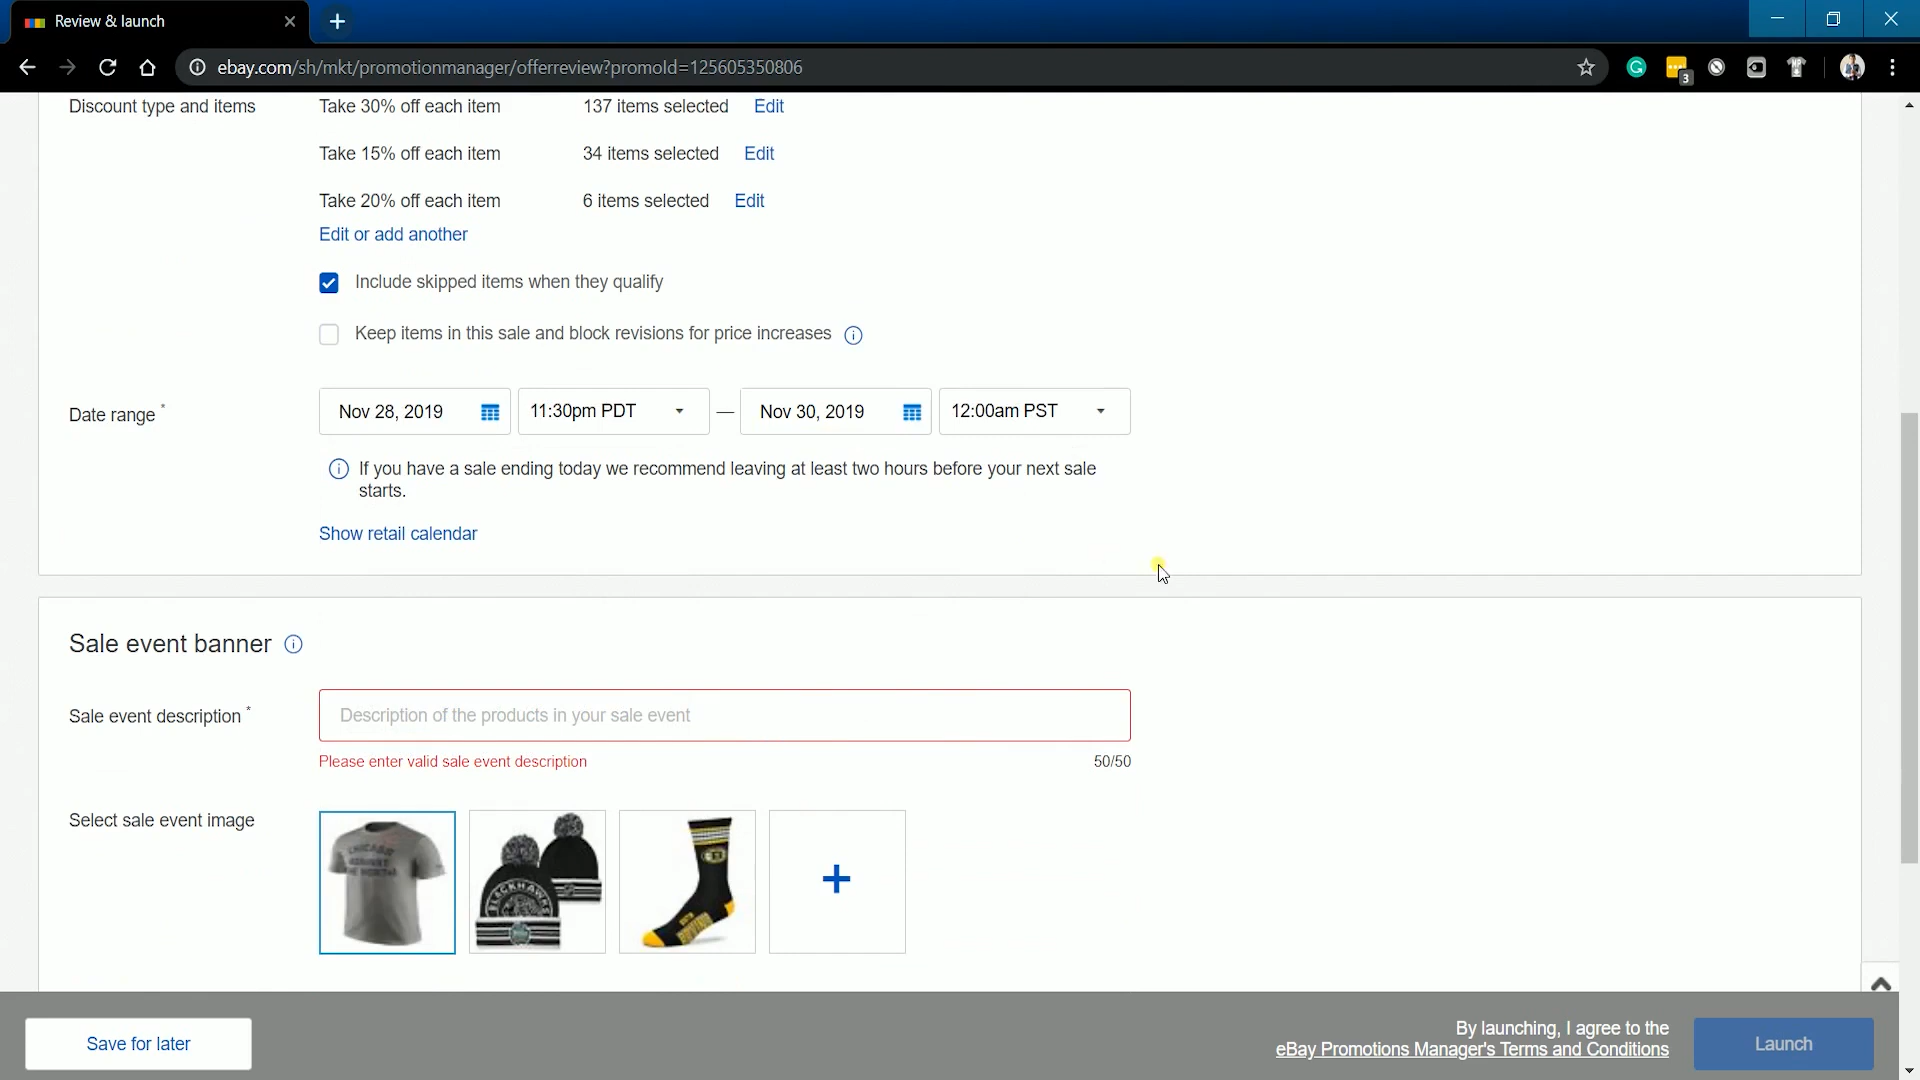 Review & launch
ebay.com/sh/mkt/promotionmanager/offerreview?promoId=125605350806
3
Discount type and items
Take 30% off each item 137 items selected Edit
Take 15% off each item 34 items selected Edit
Take 20% off each item 6 items selected Edit
Edit or add another
Include skipped items when they qualify
Keep items in this sale and block revisions for price increases
Date range *
Nov 28, 2019 11:30pm PDT — Nov 30, 2019 12:00am PST
If you have a sale ending today we recommend leaving at least two hours before your next sale
starts.
Show retail calendar
Sale event banner
Sale event description *
Description of the products in your sale event
Please enter valid sale event description 50/50
Select sale event image
CHICAGO
AGAINST
THE NORTH
BLACKHAWKS
Save for later
By launching, I agree to the
eBay Promotions Manager's Terms and Conditions
Launch